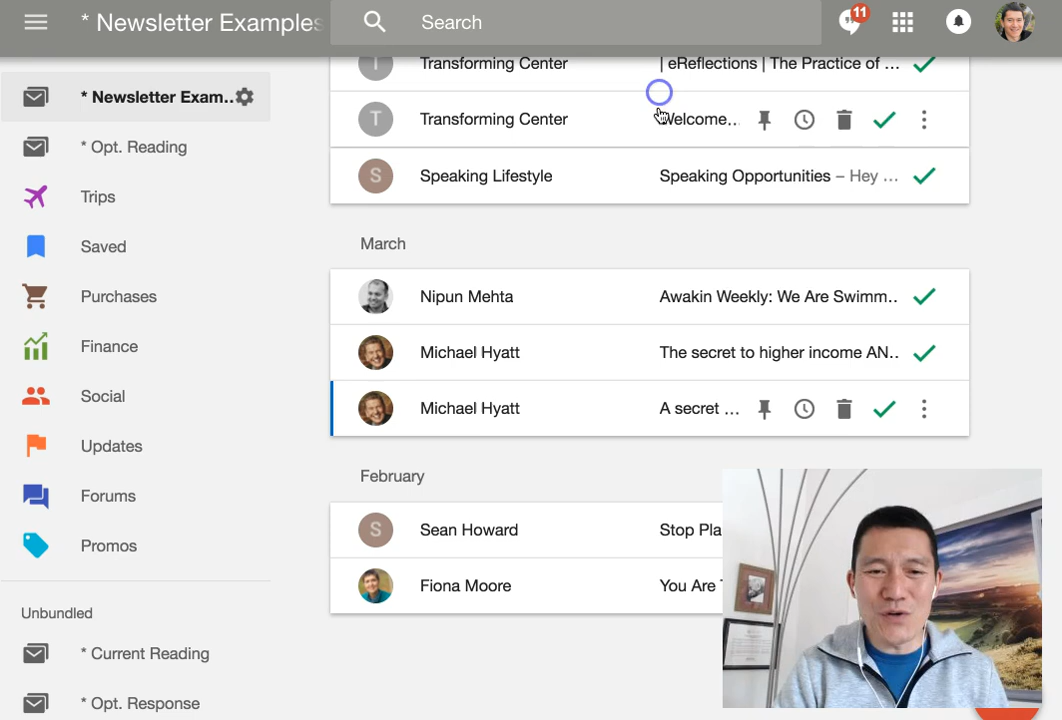 * Newsletter Examples
Search
11
* Newsletter Exam..
* Opt. Reading
Trips
Saved
Purchases
Finance
Social
Updates
Forums
Promos
Unbundled
* Current Reading
* Opt. Response
T Transforming Center | eReflections | The Practice of ...
T Transforming Center Welcome...
S Speaking Lifestyle Speaking Opportunities – Hey ...
March
Nipun Mehta Awakin Weekly: We Are Swimm..
Michael Hyatt The secret to higher income AN..
Michael Hyatt A secret ...
February
S Sean Howard Stop Pla
Fiona Moore You Are